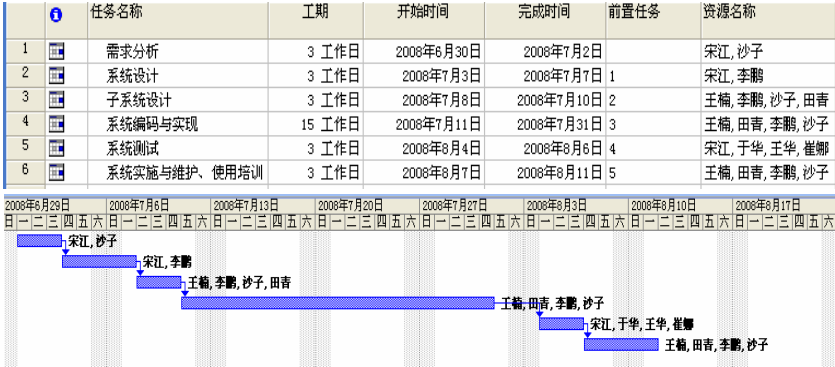 任务名称 工期 开始时间 完成时间 前置任务 资源名称
1 需求分析 3 工作日 2008年6月30日 2008年7月2日 宋江,沙子
2 系统设计 3 工作日 2008年7月3日 2008年7月7日 1 宋江,李鹏
3 子系统设计 3 工作日 2008年7月8日 2008年7月10日 2 王楠,李鹏,沙子,田青
4 系统编码与实现 15 工作日 2008年7月11日 2008年7月31日 3 王楠,田青,李鹏,沙子
5 系统测试 3 工作日 2008年8月4日 2008年8月6日 4 宋江,于华,王华,崔娜
6 系统实施与维护、使用培训 3 工作日 2008年8月7日 2008年8月11日 5 王楠,田青,李鹏,沙子
2008年6月29日 2008年7月6日 2008年7月13日 2008年7月20日 2008年7月27日 2008年8月3日 2008年8月10日 2008年8月17日
日 一 二 三 四 五 六 日 一 二 三 四 五 六 日 一 二 三 四 五 六 日 一 二 三 四 五 六 日 一 二 三 四 五 六 日 一 二 三 四 五 六 日 一 二 三 四 五 六 日 一 二 三 四 五 六
宋江,沙子
宋江,李鹏
王楠,李鹏,沙子,田青
王楠,田青,李鹏,沙子
宋江,于华,王华,崔娜
王楠,田青,李鹏,沙子